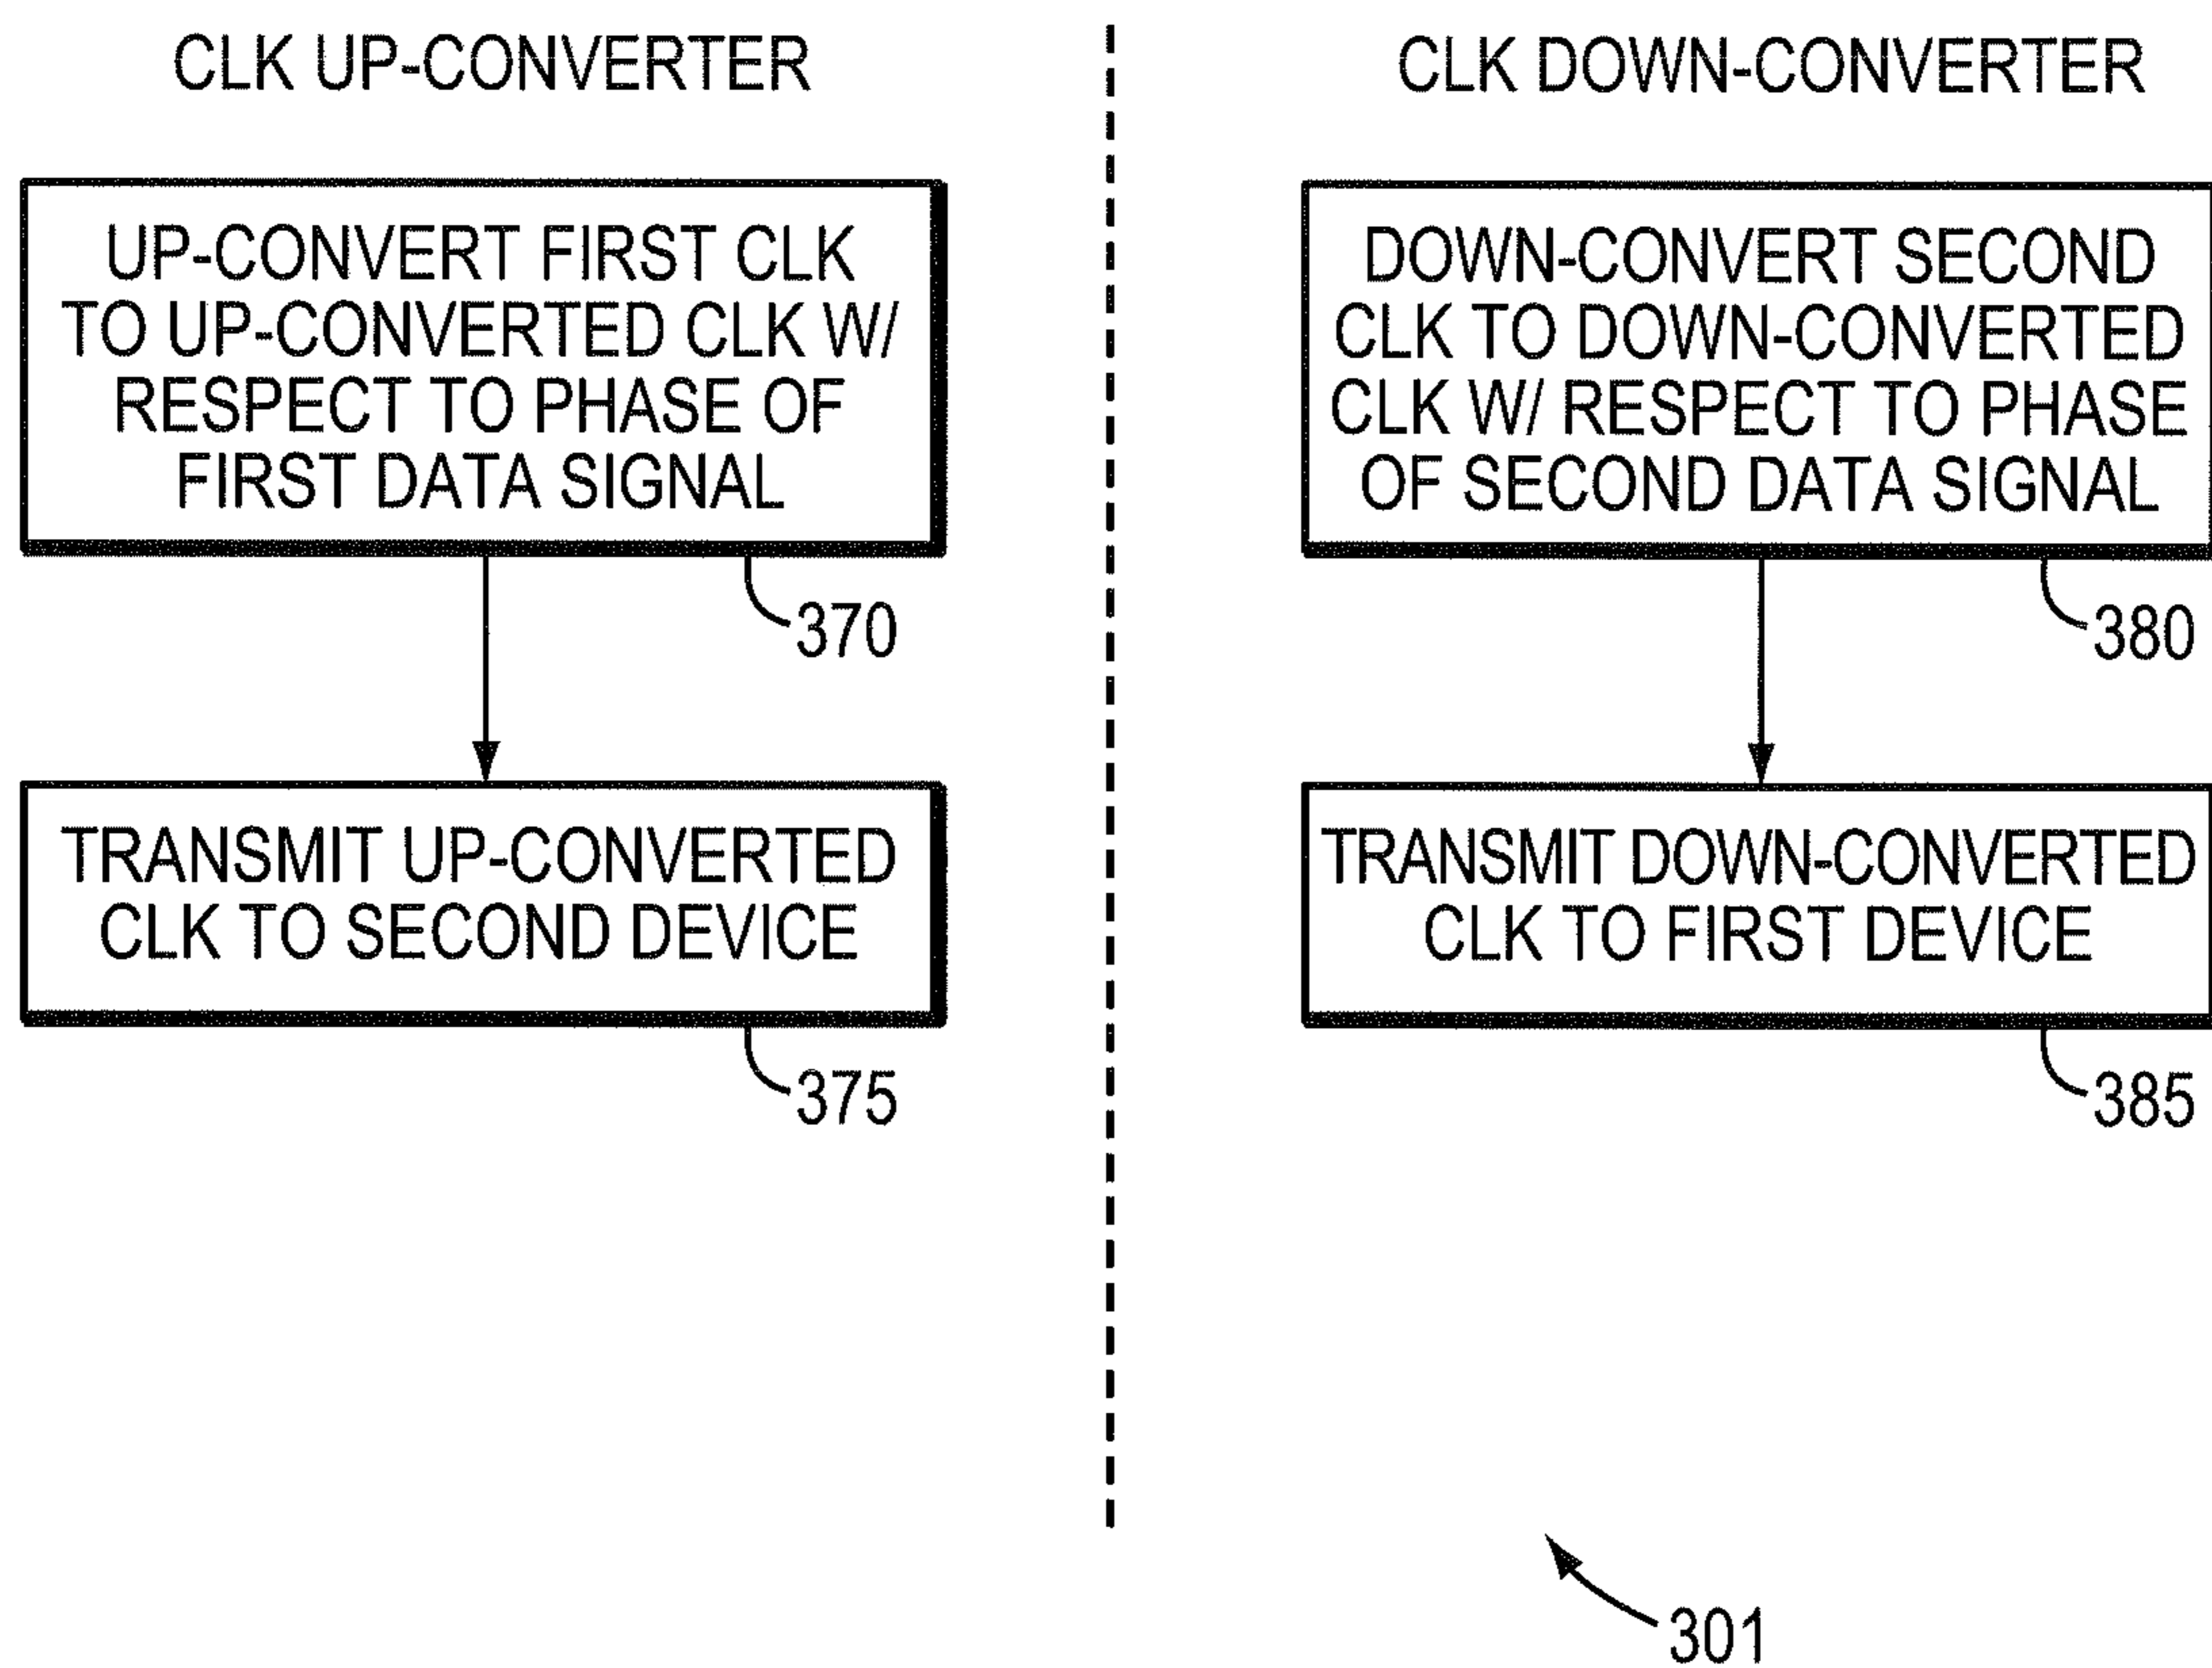 CLK UP-CONVERTER
UP-CONVERT FIRST CLK
TO UP-CONVERTED CLK W/
RESPECT TO PHASE OF
FIRST DATA SIGNAL
370
TRANSMIT UP-CONVERTED
CLK TO SECOND DEVICE
375
CLK DOWN-CONVERTER
DOWN-CONVERT SECOND
CLK TO DOWN-CONVERTED
CLK W/ RESPECT TO PHASE
OF SECOND DATA SIGNAL
380
TRANSMIT DOWN-CONVERTED
CLK TO FIRST DEVICE
385
301